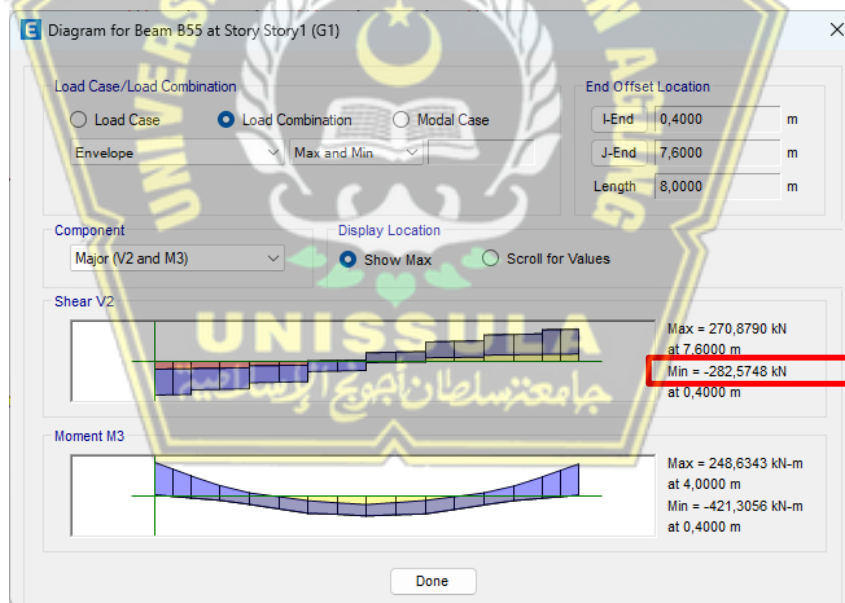 Diagram for Beam B55 at Story Story1 (G1)
Load Case/Load Combination
Load Case
Load Combination
Modal Case
Envelope
Max and Min
End Offset Location
I-End 0,4000 m
J-End 7,6000 m
Length 8,0000 m
Component
Major (V2 and M3)
Display Location
Show Max
Scroll for Values
Shear V2
Max = 270,8790 kN
at 7,6000 m
Min = -282,5748 kN
at 0,4000 m
UNISSULA
جامعة سلطان أجونج الإسلامية
Moment M3
Max = 248,6343 kN-m
at 4,0000 m
Min = -421,3056 kN-m
at 0,4000 m
Done